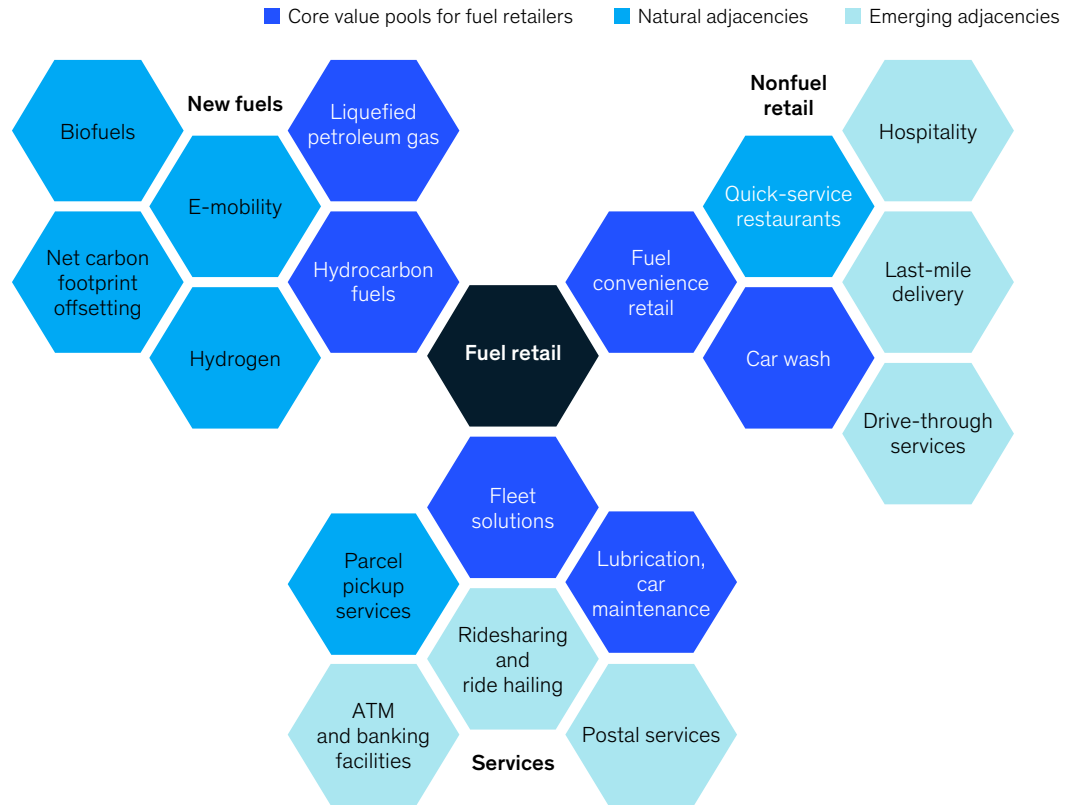 Core value pools for fuel retailers
Natural adjacencies
Emerging adjacencies
New fuels
Biofuels
Liquefied
petroleum gas
E-mobility
Net carbon
footprint
offsetting
Hydrocarbon
fuels
Hydrogen
Fuel retail
Nonfuel
retail
Hospitality
Quick-service
restaurants
Fuel
convenience
retail
Last-mile
delivery
Car wash
Drive-through
services
Fleet
solutions
Parcel
pickup
services
Lubrication,
car
maintenance
Ridesharing
and
ride hailing
ATM
and banking
facilities
Postal services
Services